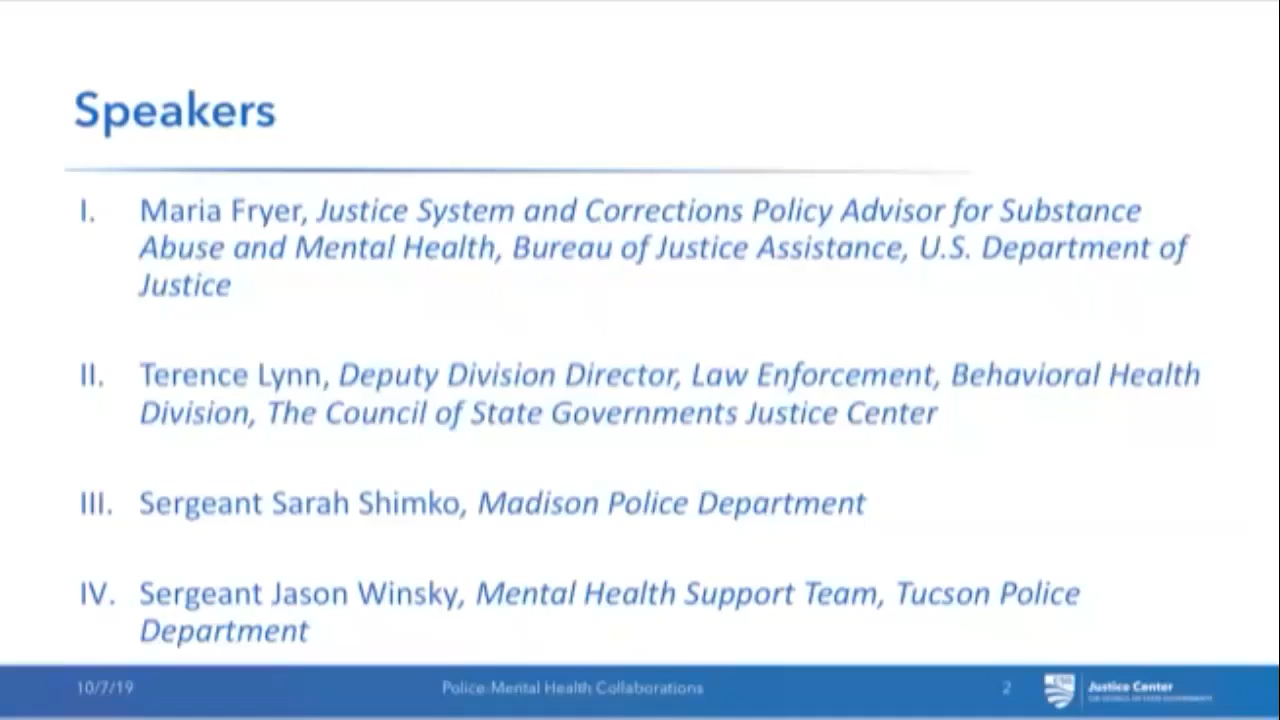 Speakers
I. Maria Fryer, Justice System and Corrections Policy Advisor for Substance
Abuse and Mental Health, Bureau of Justice Assistance, U.S. Department of
Justice
II. Terence Lynn, Deputy Division Director, Law Enforcement, Behavioral Health
Division, The Council of State Governments Justice Center
III. Sergeant Sarah Shimko, Madison Police Department
IV. Sergeant Jason Winsky, Mental Health Support Team, Tucson Police
Department
10/7/19 Police Mental Health Collaborations 2 Justice Center